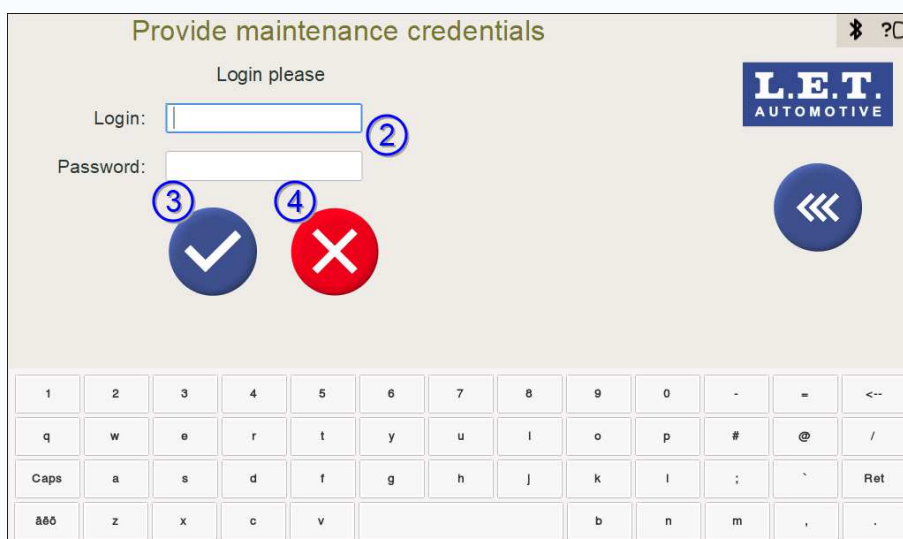 Provide maintenance credentials
Login please
L.E.T.
AUTOMOTIVE
Login:
2
Password:
3 4
1 2 3 4 5 6 7 8 9 0 - = <--
q w e r t y u I o p # @ /
Caps a s d f g h J k l ; ` Ret
āēō z x c v b n m , .